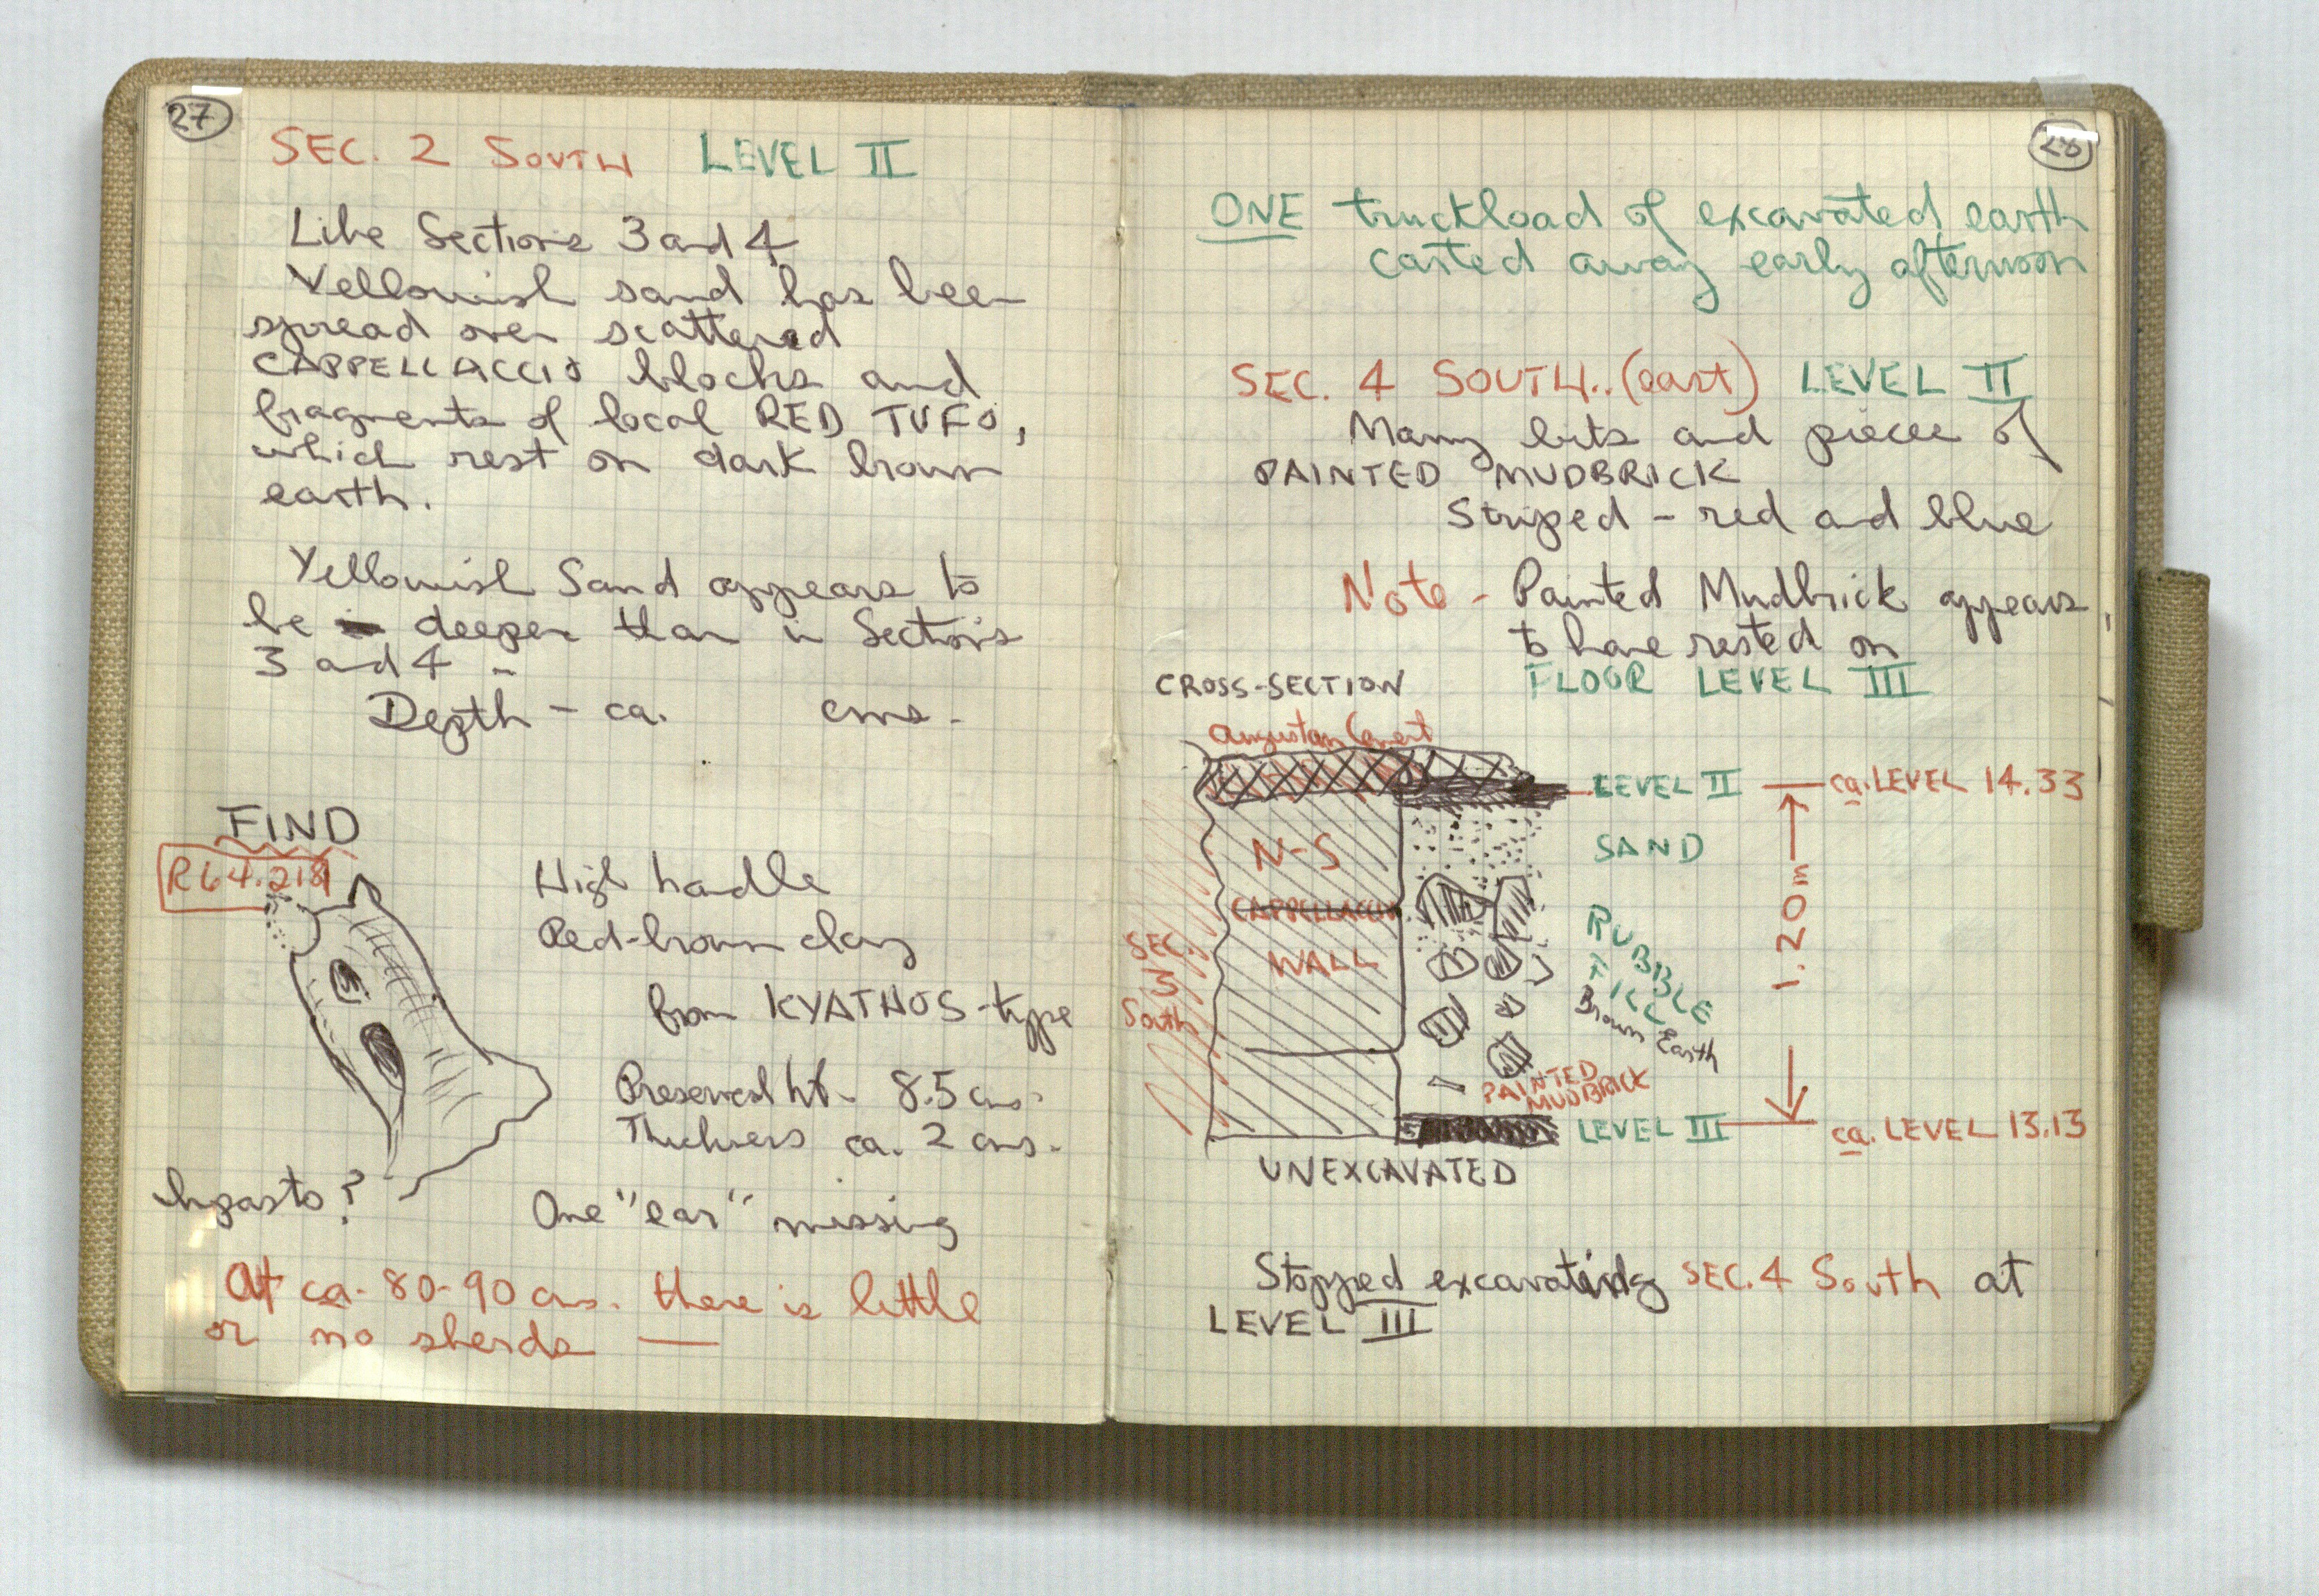 27
SEC. 2 SOUTH LEVEL II
Like Sections 3 and 4
Yellowish sand has been
spread over scattered
CAPPELLACCIO blocks and
fragments of local RED TUFO,
which rest on dark brown
earth.
Yellowish Sand appears to
be deeper than in Sections
3 and 4 -
Depth - ca. cms.
FIND
R64.218
High handle
Red-brown clay
from KYATHOS-type
Preserved ht. 8.5 cms.
Thickness ca. 2 cms.
Impasto?
One "ear" missing
At ca. 80-90 cms. there is little
or no sherds —
28
ONE truckload of excavated earth
carted away early afternoon
SEC. 4 SOUTH..(east) LEVEL II
Many bits and pieces of
PAINTED MUDBRICK
Striped - red and blue
Note - Painted Mudbrick appears
to have rested on
FLOOR LEVEL III
CROSS-SECTION
Augustan
LEVEL II — ca. LEVEL 14.33
N-S
CAPPELLACCIO
WALL
SEC.
3
South
SAND
RUBBLE
FILL
Brown Earth
1.20 m
PAINTED
MUDBRICK
LEVEL III — ca. LEVEL 13.13
UNEXCAVATED
Stopped excavating SEC. 4 South at
LEVEL III